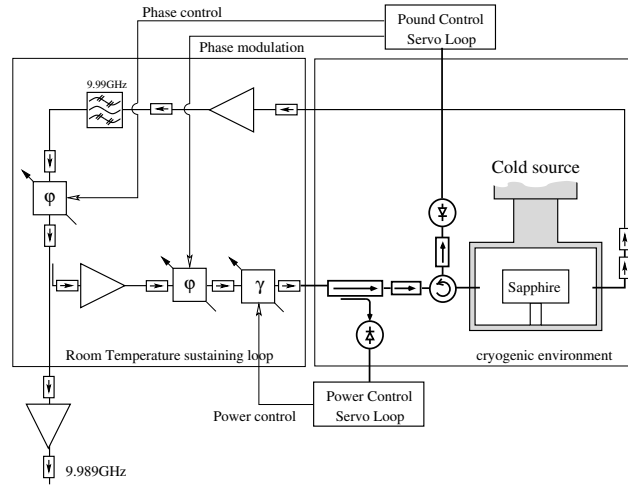 Phase control
Pound Control
Servo Loop
Phase modulation
9.99GHz
Cold source
φ
φ
γ
Sapphire
Room Temperature sustaining loop
cryogenic environment
Power control
Power Control
Servo Loop
9.989GHz